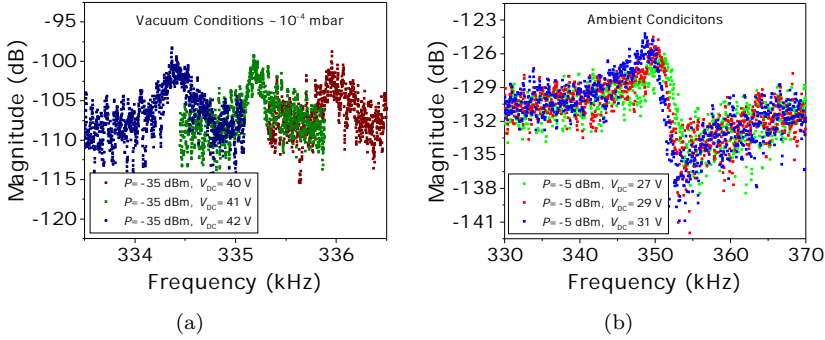 Vacuum Conditions ~10⁻⁴ mbar
-95
-100
-105
-110
-115
-120
Magnitude (dB)
P=-35 dBm, V_DC=40 V
P=-35 dBm, V_DC=41 V
P=-35 dBm, V_DC=42 V
334
335
336
Frequency (kHz)
(a)
Ambient Condicitons
-123
-126
-129
-132
-135
-138
-141
Magnitude (dB)
P=-5 dBm, V_DC=27 V
P=-5 dBm, V_DC=29 V
P=-5 dBm, V_DC=31 V
330
340
350
360
370
Frequency (kHz)
(b)